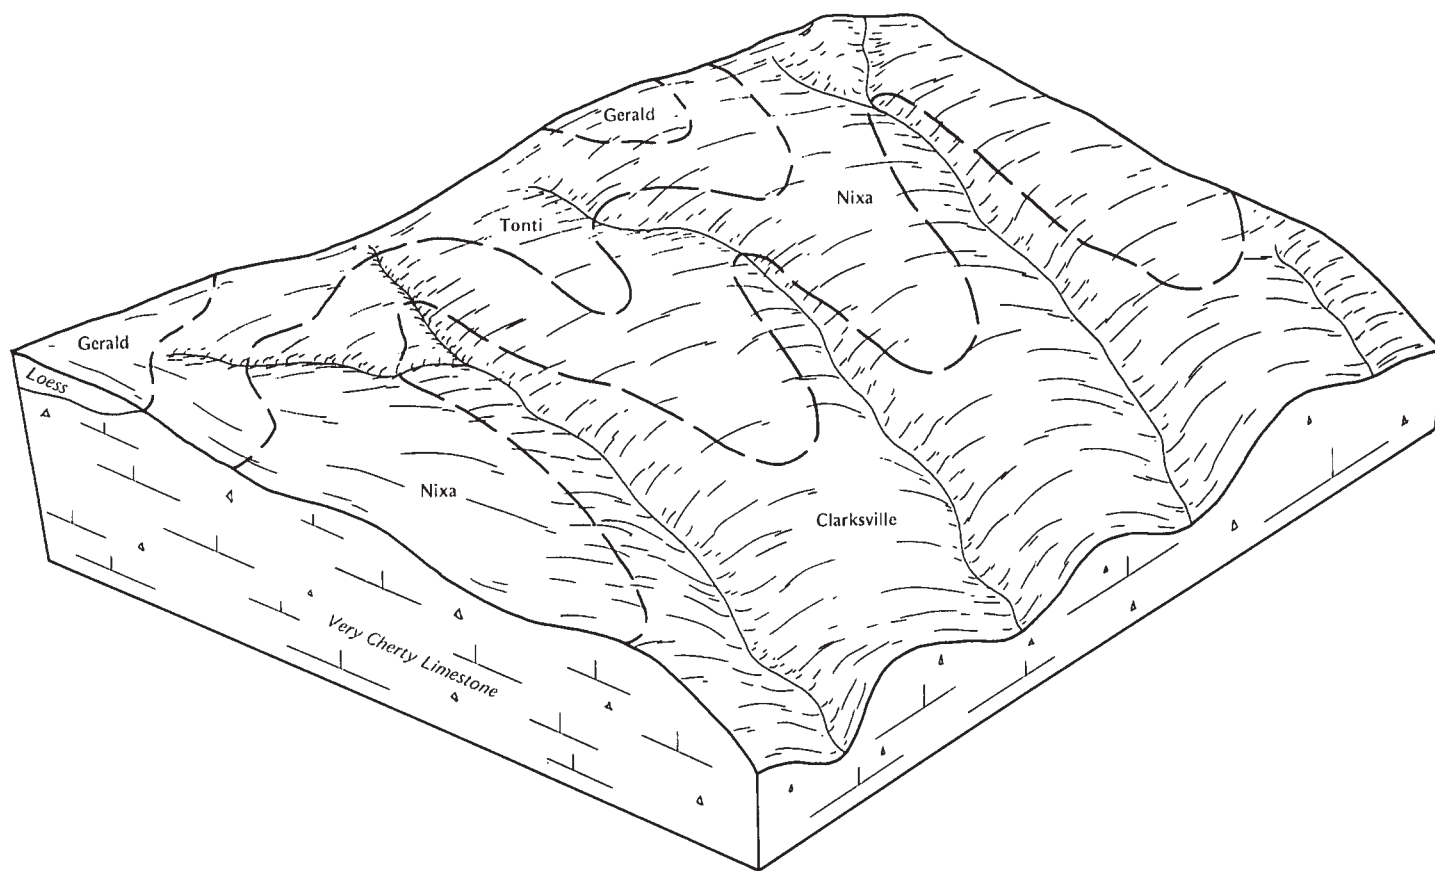 Gerald
Nixa
Tonti
Gerald
Loess
Nixa
Clarksville
Very Cherty Limestone